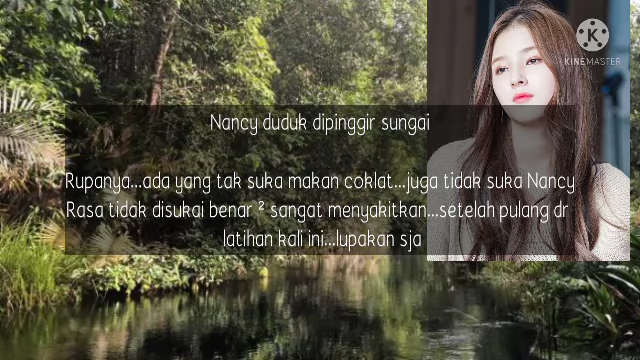 K
KINEMASTER
Nancy duduk dipinggir sungai
Rupanya...ada yang tak suka makan coklat...juga tidak suka Nancy
Rasa tidak disukai benar ² sangat menyakitkan...setelah pulang dr
latihan kali ini...lupakan sja